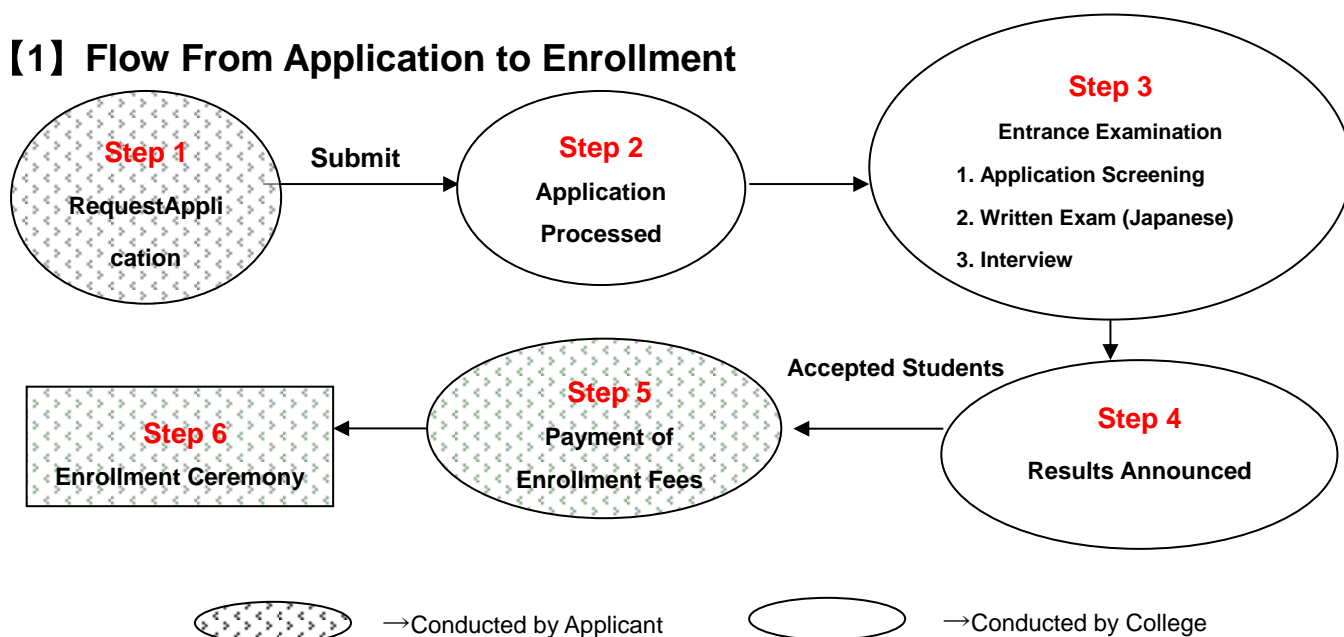 【1】 Flow From Application to Enrollment
Step 1
RequestAppli
cation
Submit
Step 2
Application
Processed
Step 3
Entrance Examination
1. Application Screening
2. Written Exam (Japanese)
3. Interview
Accepted Students
Step 4
Results Announced
Step 5
Payment of
Enrollment Fees
Step 6
Enrollment Ceremony
→Conducted by Applicant
→Conducted by College